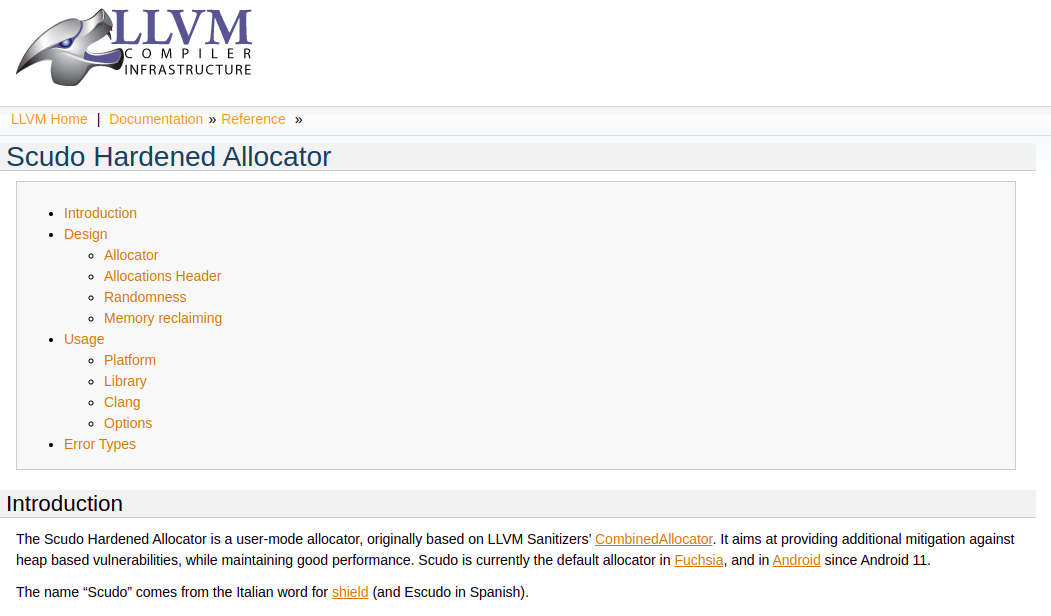 LLVM
COMPILER
INFRASTRUCTURE
LLVM Home | Documentation » Reference »
Scudo Hardened Allocator
• Introduction
• Design
◦ Allocator
◦ Allocations Header
◦ Randomness
◦ Memory reclaiming
• Usage
◦ Platform
◦ Library
◦ Clang
◦ Options
• Error Types
Introduction
The Scudo Hardened Allocator is a user-mode allocator, originally based on LLVM Sanitizers’ CombinedAllocator. It aims at providing additional mitigation against
heap based vulnerabilities, while maintaining good performance. Scudo is currently the default allocator in Fuchsia, and in Android since Android 11.
The name “Scudo” comes from the Italian word for shield (and Escudo in Spanish).